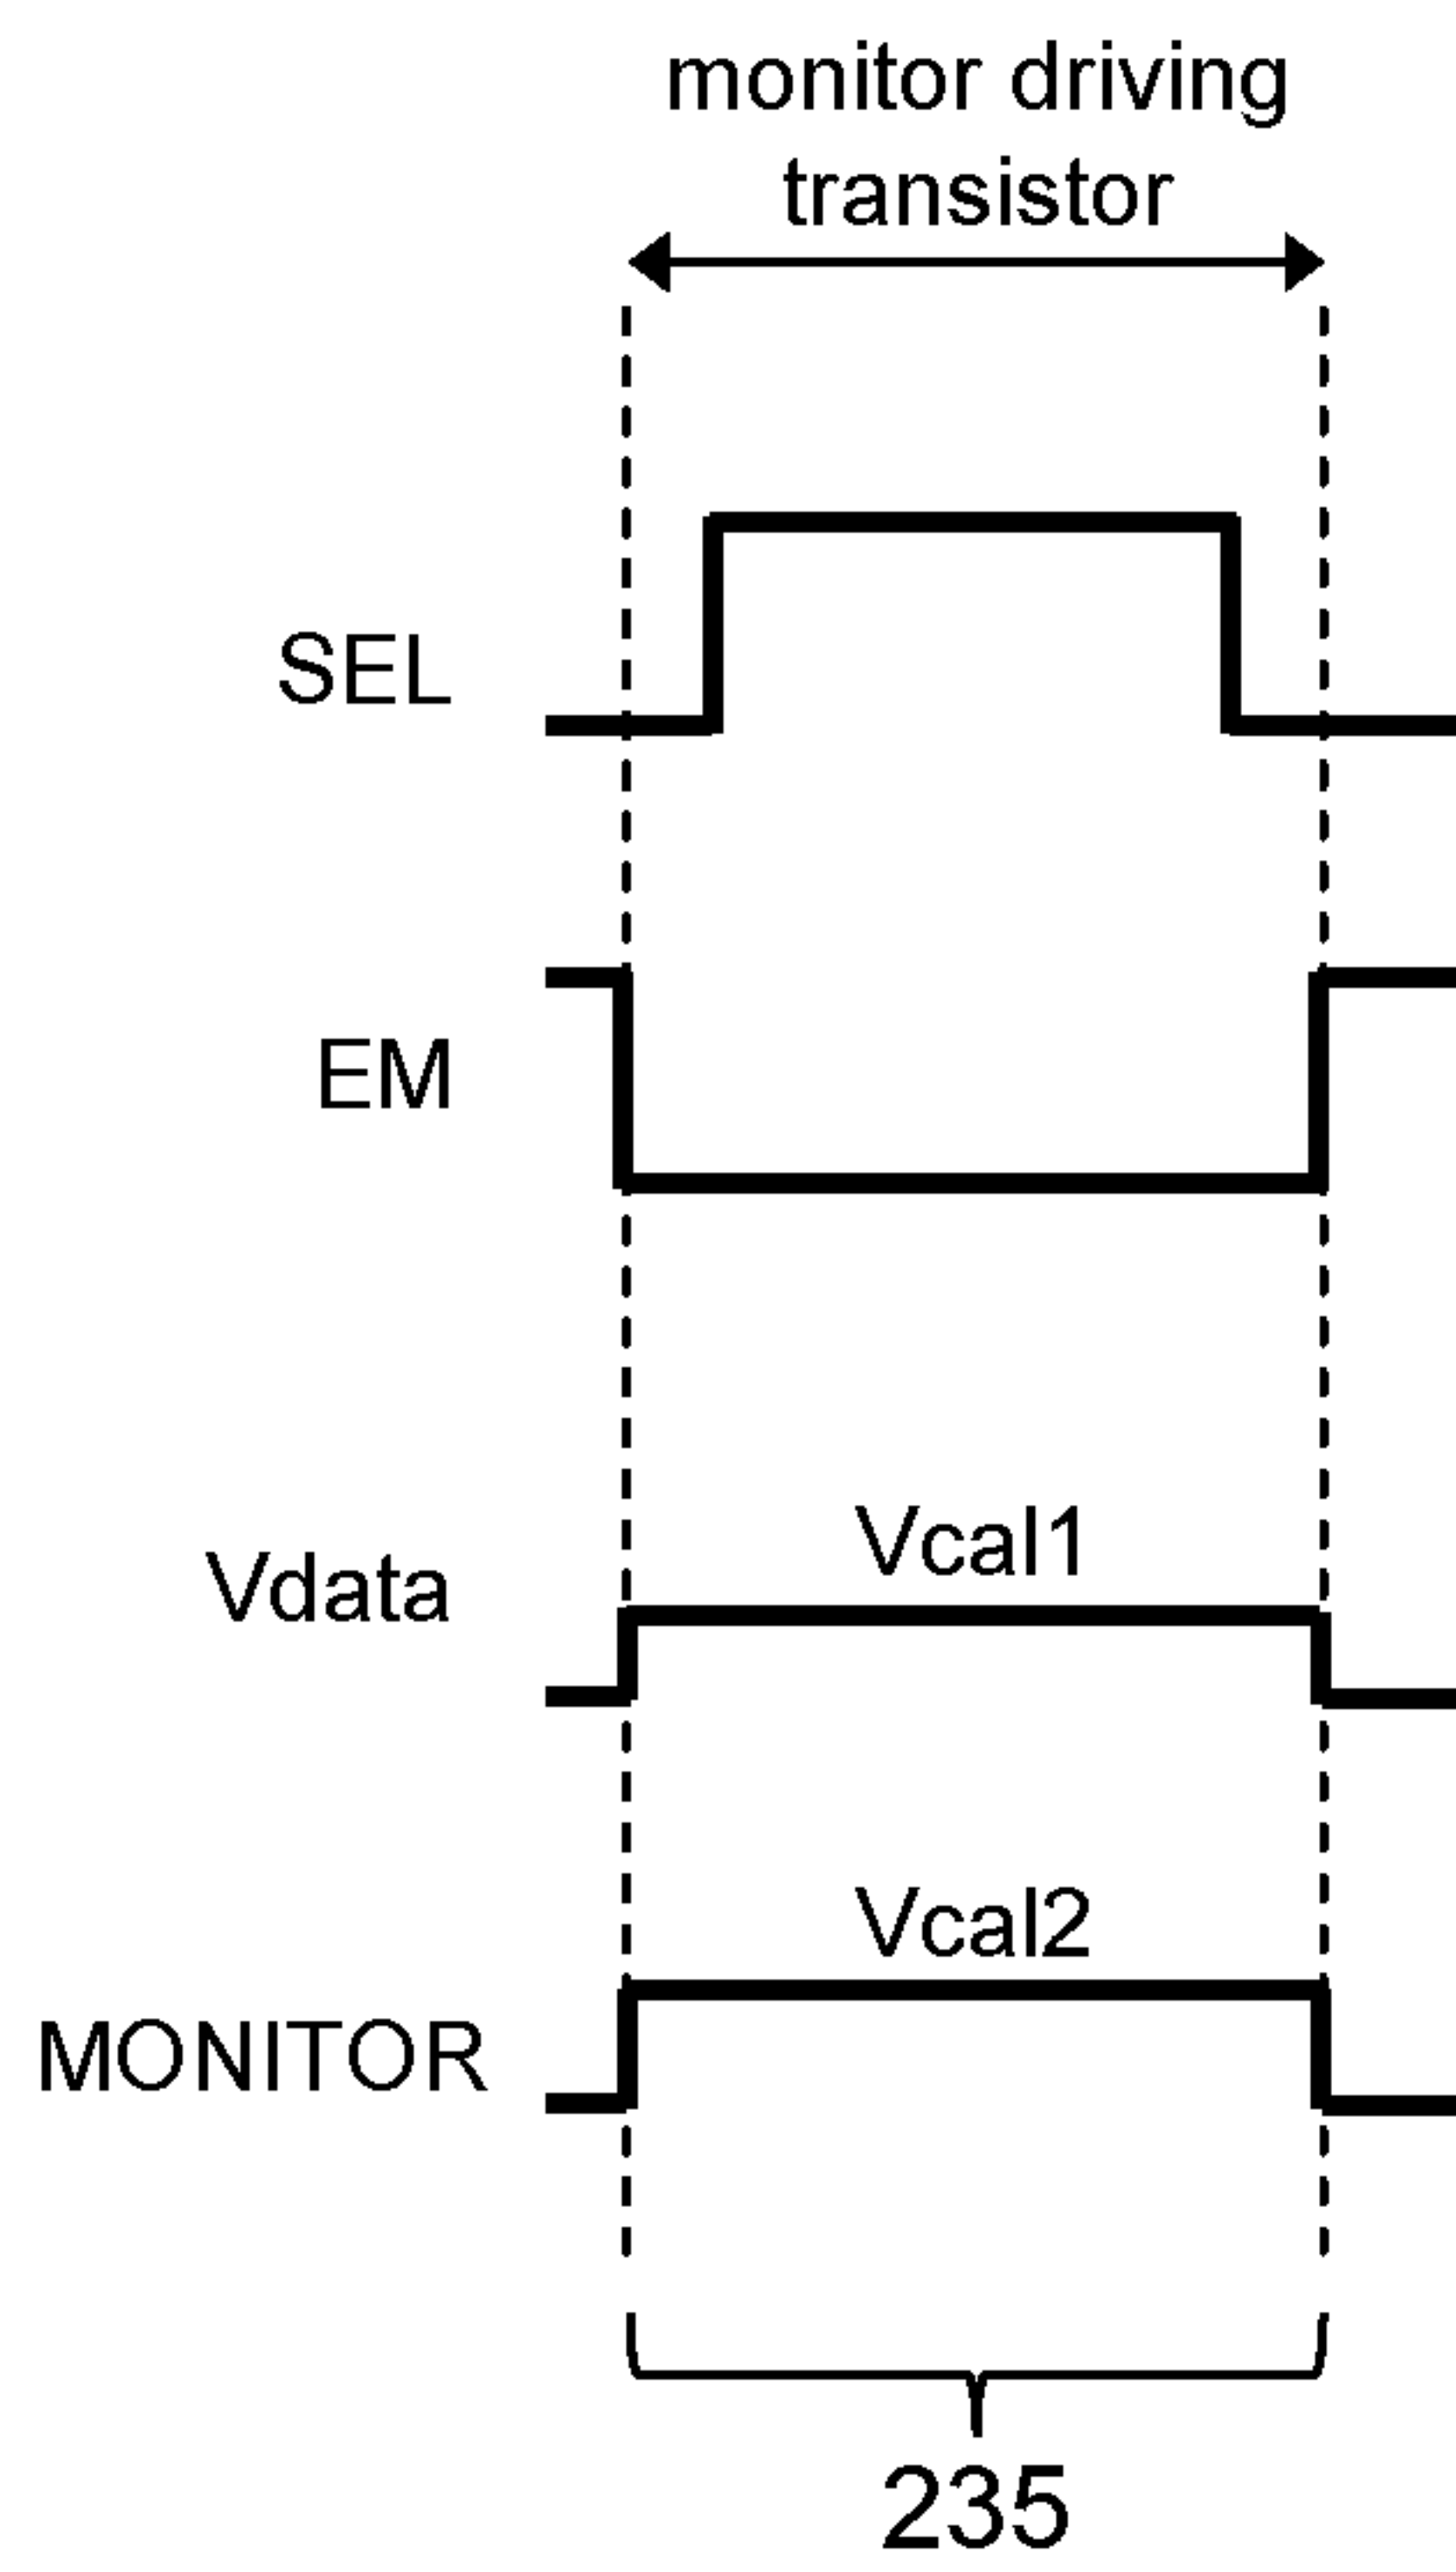 monitor driving
transistor
SEL
EM
Vcal1
Vdata
Vcal2
MONITOR
235